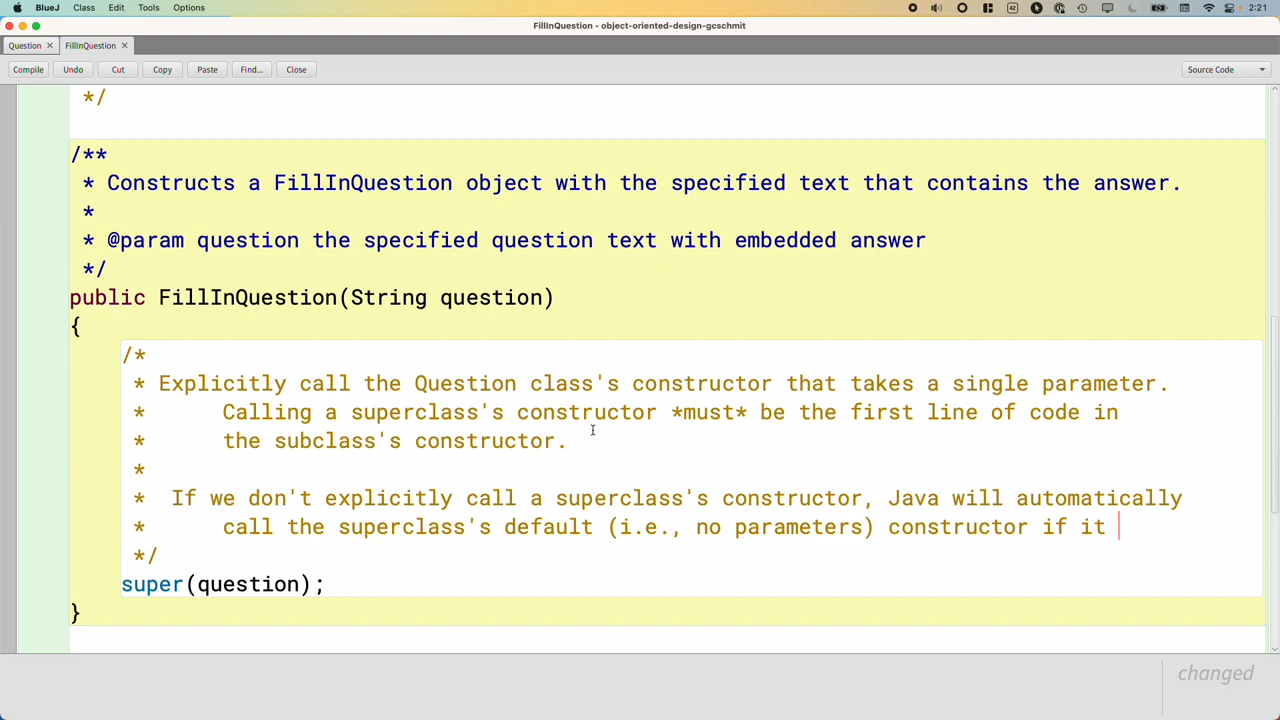 BlueJ Class Edit Tools Options 42 2:21
FillInQuestion - object-oriented-design-gcschmit
Question × FillInQuestion ×
Compile Undo Cut Copy Paste Find... Close Source Code
*/
/**
* Constructs a FillInQuestion object with the specified text that contains the answer.
*
* @param question the specified question text with embedded answer
*/
public FillInQuestion(String question)
{
/*
* Explicitly call the Question class's constructor that takes a single parameter.
* Calling a superclass's constructor *must* be the first line of code in
* the subclass's constructor.
*
* If we don't explicitly call a superclass's constructor, Java will automatically
* call the superclass's default (i.e., no parameters) constructor if it
*/
super(question);
}
changed